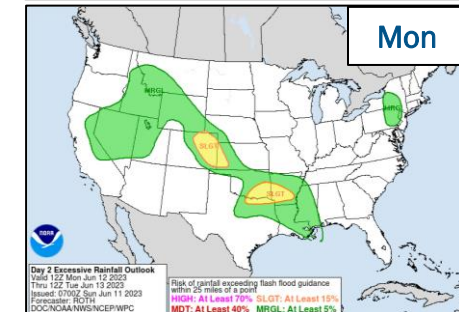 Mon
MRGL
MRGL
SLGT
SLGT
NOAA
Day 2 Excessive Rainfall Outlook
Valid 12Z Mon Jun 12 2023
Thru 12Z Tue Jun 13 2023
Issued: 0700Z Sun Jun 11 2023
Forecaster: ROTH
DOC/NOAA/NWS/NCEP/WPC
Risk of rainfall exceeding flash flood guidance
within 25 miles of a point
HIGH: At Least 70% SLGT: At Least 15%
MDT: At Least 40% MRGL: At Least 5%